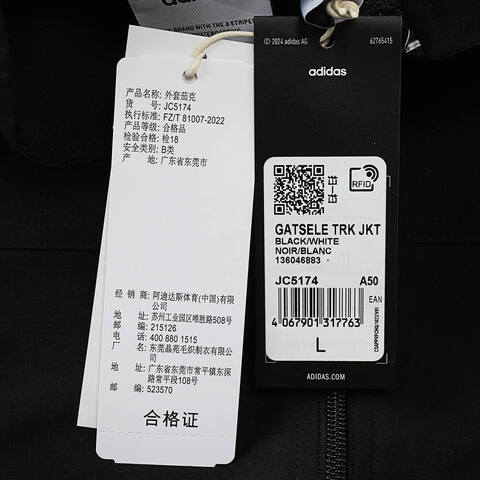 BRAND WITH THE 3 STRIPES
产品名称: 外套茄克
货 号: JC5174
执行标准: FZ/T 81007-2022
产品等级: 合格品
检验合格: 检18
安全类别: B类
产 地: 广东省东莞市
经 销 商: 阿迪达斯体育(中国)有限
公司
地 址: 苏州工业园区唯胜路508号
邮 编: 215126
电 话: 400 880 1515
厂 名: 东莞晶苑毛织制衣有限公司
地 址: 广东省东莞市常平镇东深
路常平段108号
邮 编: 523570
合格证
© 2024 adidas AG
62765415
adidas
RFID
GATSELE TRK JKT
BLACK/WHITE
NOIR/BLANC
136046883
JC5174 A50
EAN
4 067901 317763
L
ADIDAS.COM